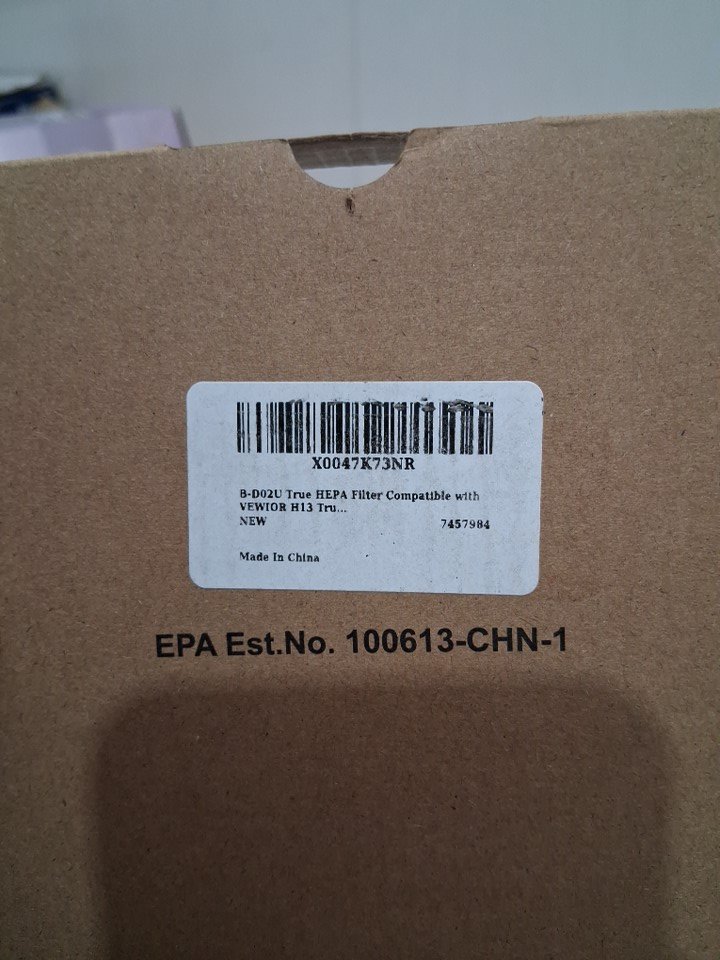 X0047K73NR
B-D02U True HEPA Filter Compatible with
VEWIOR H13 Tru...
NEW 7457984
Made In China
EPA Est.No. 100613-CHN-1